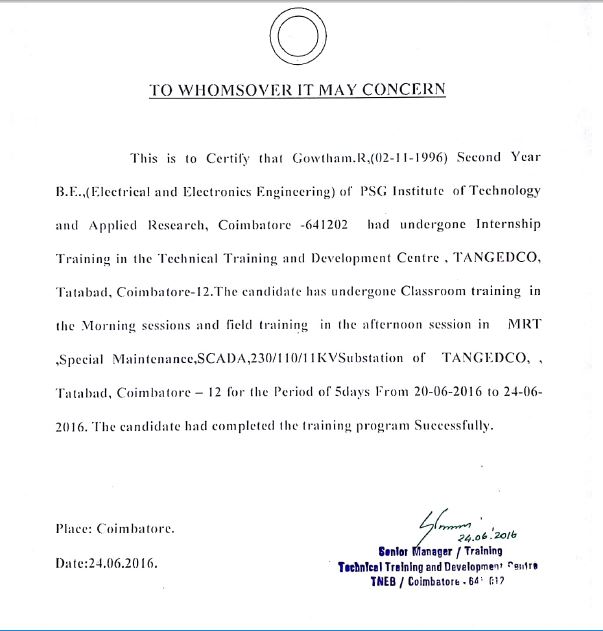 TO WHOMSOVER IT MAY CONCERN
This is to Certify that Gowtham.R,(02-11-1996) Second Year
B.E.,(Electrical and Electronics Engineering) of PSG Institute of Technology
and Applied Research, Coimbatore -641202 had undergone Internship
Training in the Technical Training and Development Centre , TANGEDCO,
Tatabad, Coimbatore-12.The candidate has undergone Classroom training in
the Morning sessions and field training in the afternoon session in MRT
,Special Maintenance,SCADA,230/110/11KVSubstation of TANGEDCO, ,
Tatabad, Coimbatore – 12 for the Period of 5days From 20-06-2016 to 24-06-
2016. The candidate had completed the training program Successfully.
Place: Coimbatore.
24.06.2016
Date:24.06.2016.
Senior Manager / Training
Technical Training and Development Centre
TNEB / Coimbatore - 641 012